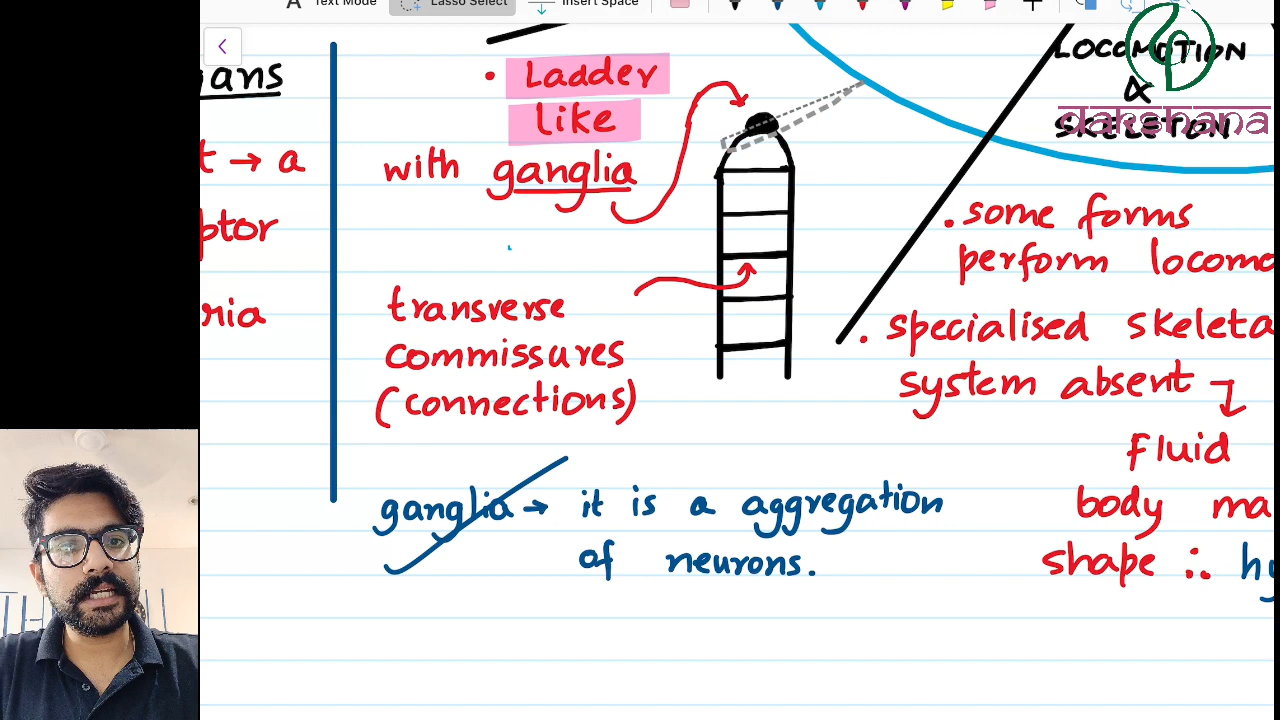 Text Mode
Lasso Select
Insert Space
ans
t → a
ptor
ria
• Ladder
like
with ganglia
transverse
commissures
(connections)
ganglia → it is a aggregation
of neurons.
LOCOMOTION
&
SKELETON
dakshana
. some forms
perform locomo
. specialised skeleta
system absent
fluid
body ma
shape ∴ hy